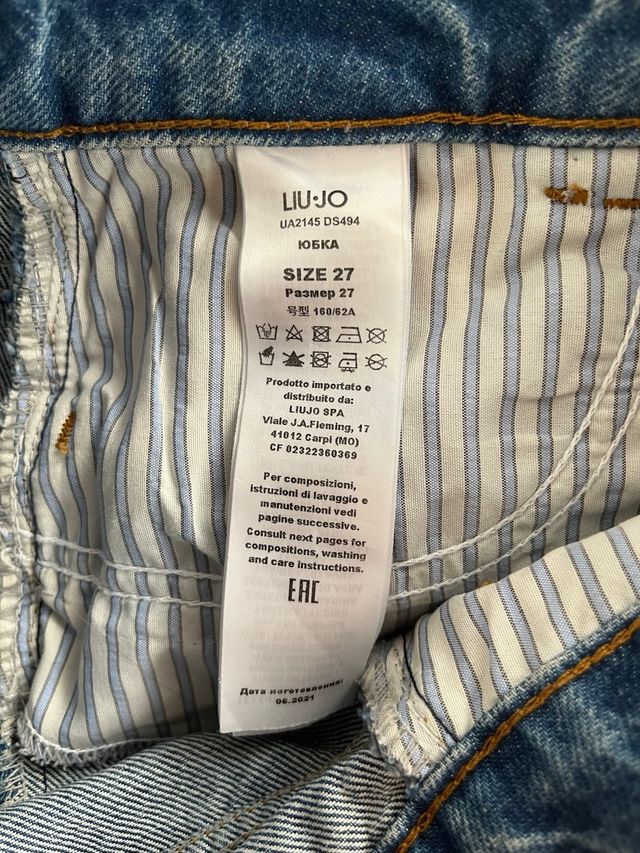 LIU·JO
UA2145 DS494
ЮБКА
SIZE 27
Размер 27
号型 160/62A
Prodotto importato e
distribuito da:
LIUJO SPA
Viale J.A.Fleming, 17
41012 Carpi (MO)
CF 02322360369
Per composizioni,
istruzioni di lavaggio e
manutenzioni vedi
pagine successive.
Consult next pages for
compositions, washing
and care instructions.
EAC
Дата изготовления:
06.2021